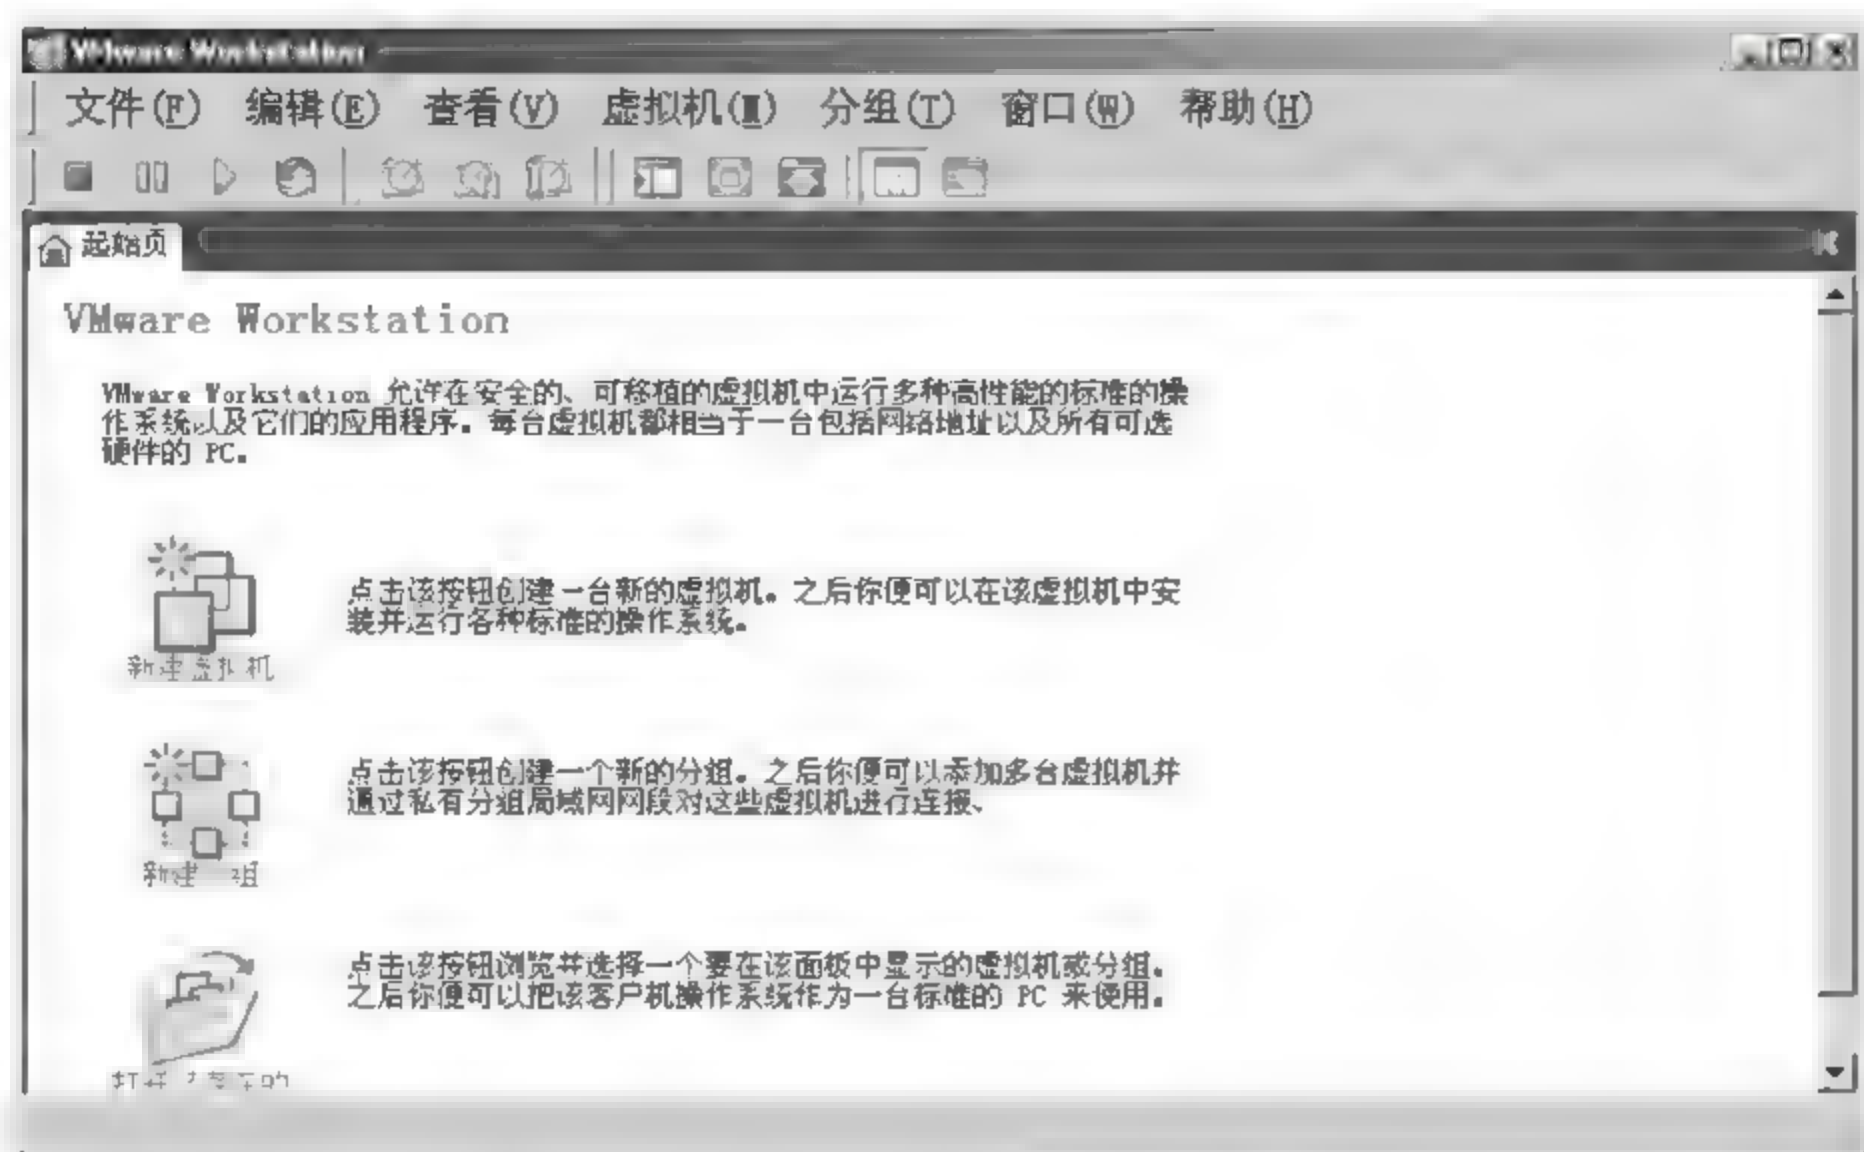 VMware Workstation
文件(F) 编辑(E) 查看(V) 虚拟机(M) 分组(T) 窗口(W) 帮助(H)
起始页
VMware Workstation
VMware Workstation 允许在安全的、可移植的虚拟机中运行多种高性能的标准的操
作系统以及它们的应用程序。每台虚拟机都相当于一台包括网络地址以及所有可选
硬件的 PC。
点击该按钮创建一台新的虚拟机。之后你便可以在该虚拟机中安
装并运行各种标准的操作系统。
新建虚拟机
点击该按钮创建一个新的分组。之后你便可以添加多台虚拟机并
通过私有分组局域网网段对这些虚拟机进行连接、
新建 组
点击该按钮浏览并选择一个要在该面板中显示的虚拟机或分组。
之后你便可以把该客户机操作系统作为一台标准的 PC 来使用。